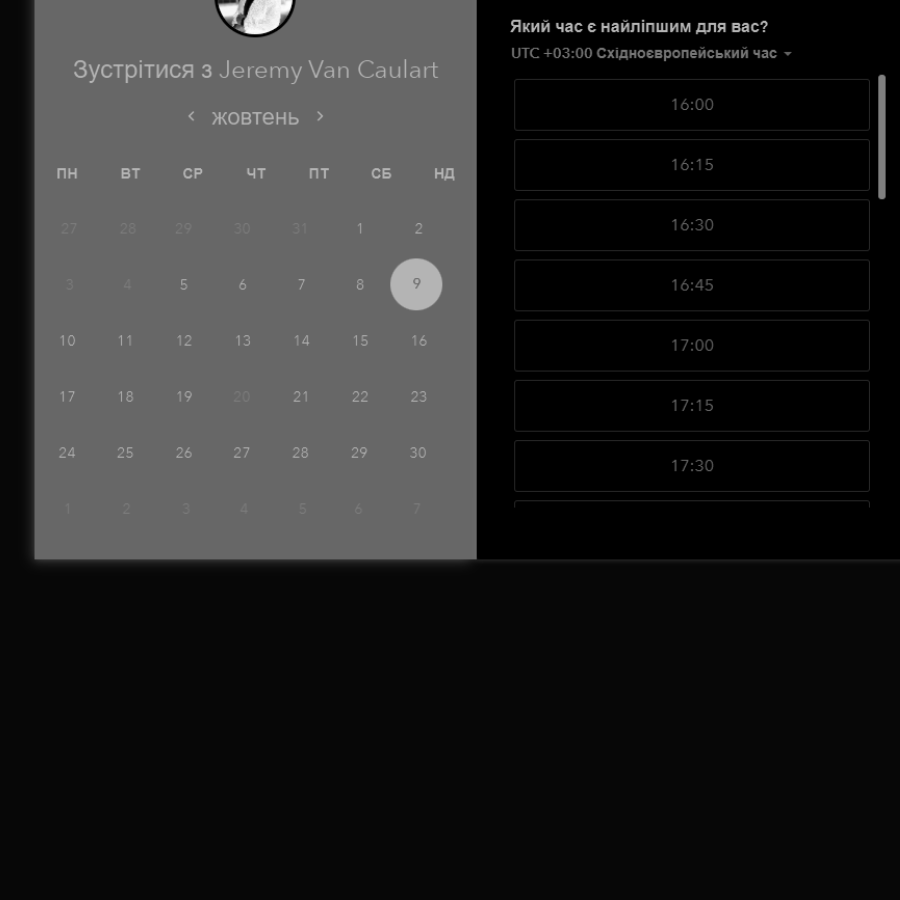 Зустрітися з Jeremy Van Caulart
жовтень
ПН ВТ СР ЧТ ПТ СБ НД
27 28 29 30 31 1 2
3 4 5 6 7 8 9
10 11 12 13 14 15 16
17 18 19 20 21 22 23
24 25 26 27 28 29 30
1 2 3 4 5 6 7
Який час є найліпшим для вас?
UTC +03:00 Східноєвропейський час
16:00
16:15
16:30
16:45
17:00
17:15
17:30